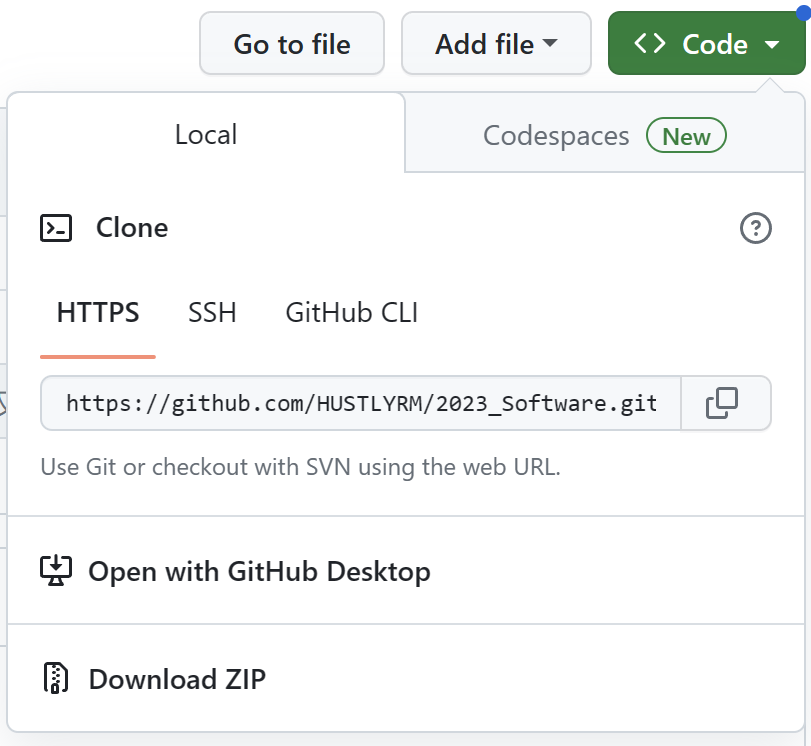 Go to file Add file <> Code
Local Codespaces New
Clone
HTTPS SSH GitHub CLI
https://github.com/HUSTLYRM/2023_Software.git
Use Git or checkout with SVN using the web URL.
Open with GitHub Desktop
Download ZIP